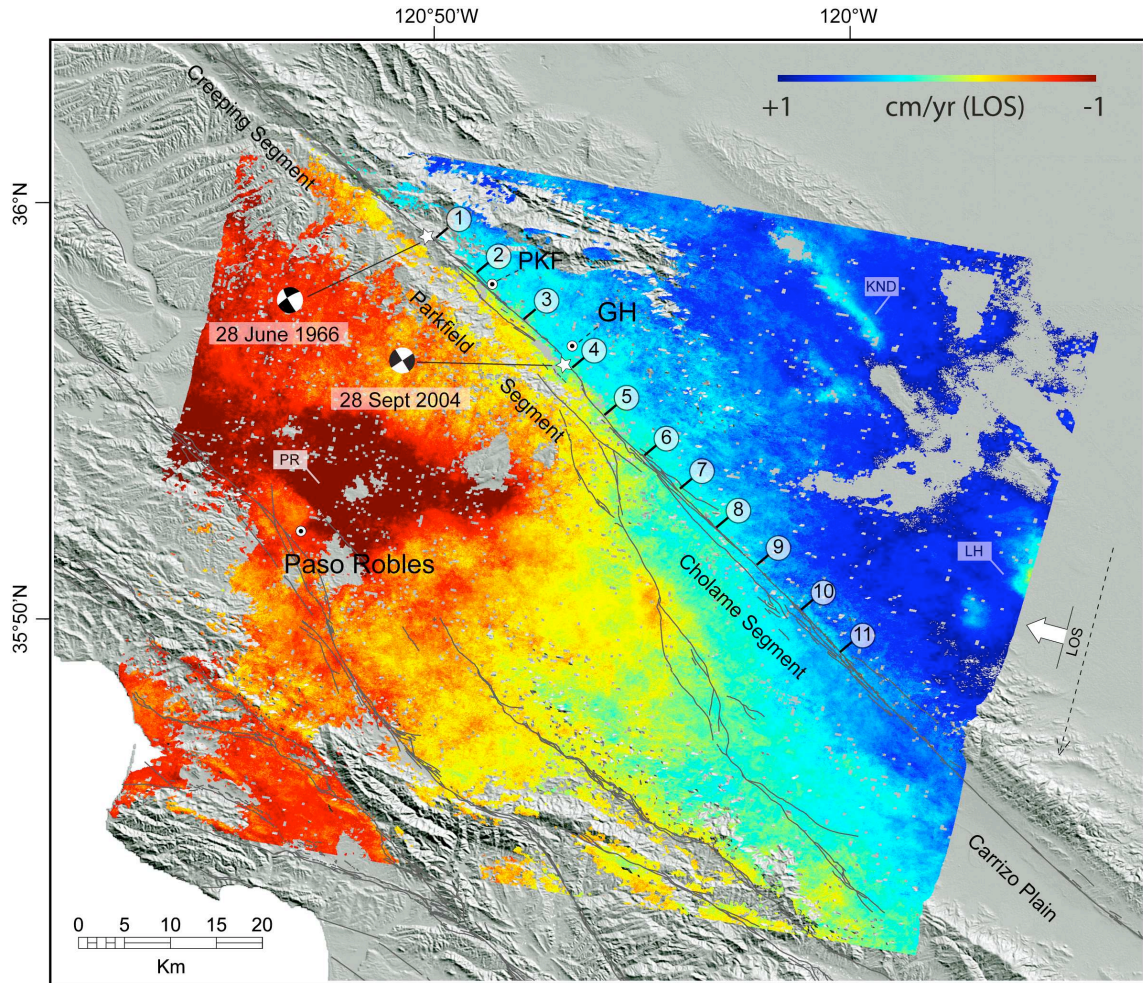 120°50'W
120°W
+1
cm/yr (LOS)
-1
Creeping Segment
36°N
1
2
PKF
3
GH
KND
28 June 1966
Parkfield
4
28 Sept 2004
Segment
5
6
PR
7
8
Paso Robles
9
LH
Cholame Segment
10
LOS
35°50'N
11
Carrizo Plain
0
5
10
15
20
Km